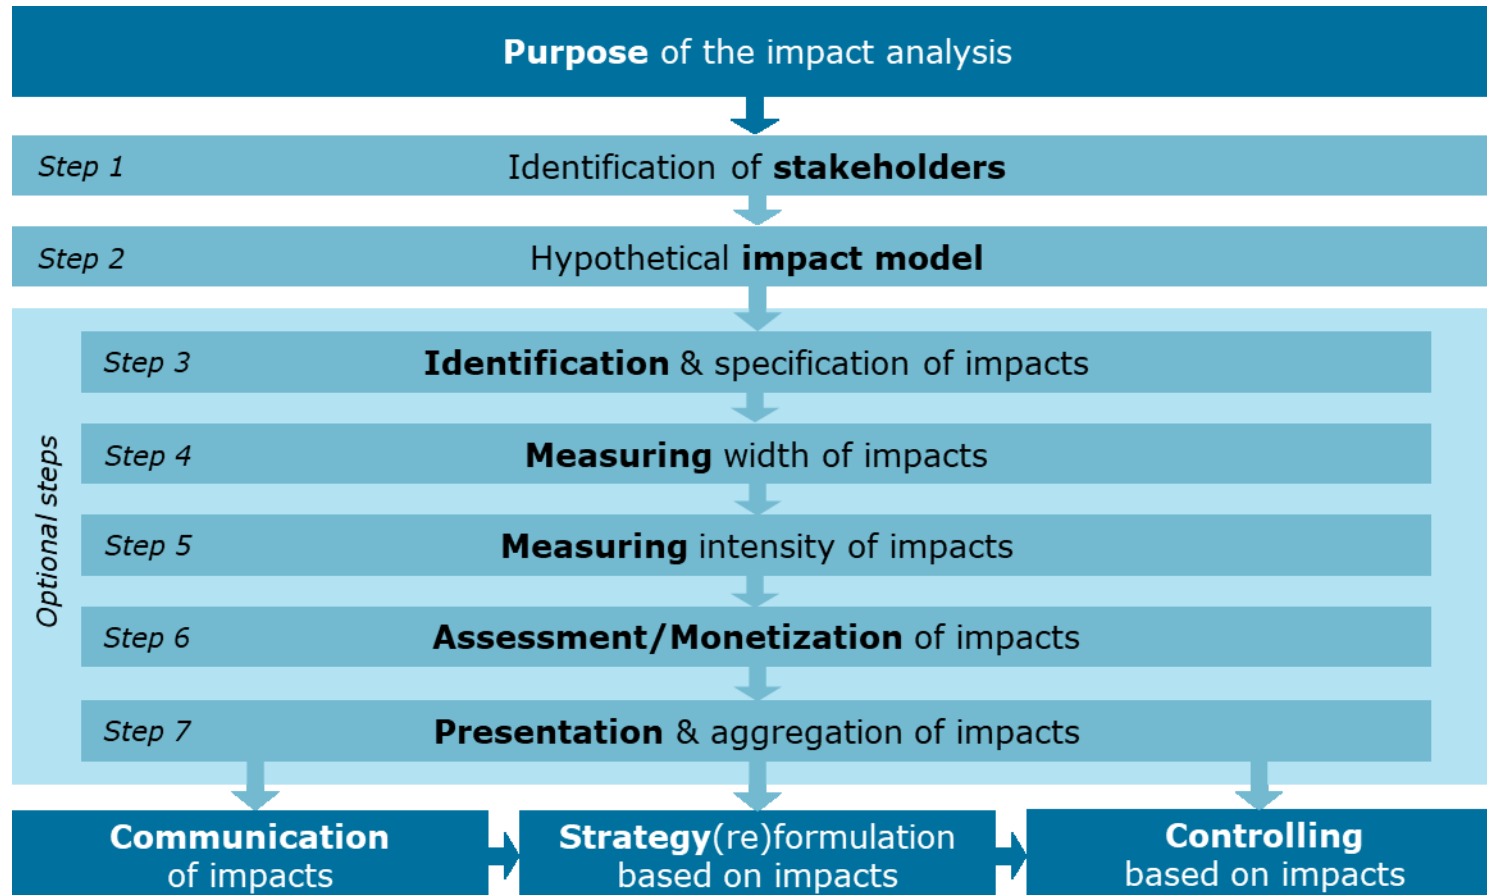 Purpose of the impact analysis
Step 1 Identification of stakeholders
Step 2 Hypothetical impact model
Optional steps
Step 3 Identification & specification of impacts
Step 4 Measuring width of impacts
Step 5 Measuring intensity of impacts
Step 6 Assessment/Monetization of impacts
Step 7 Presentation & aggregation of impacts
Communication
of impacts
Strategy(re)formulation
based on impacts
Controlling
based on impacts